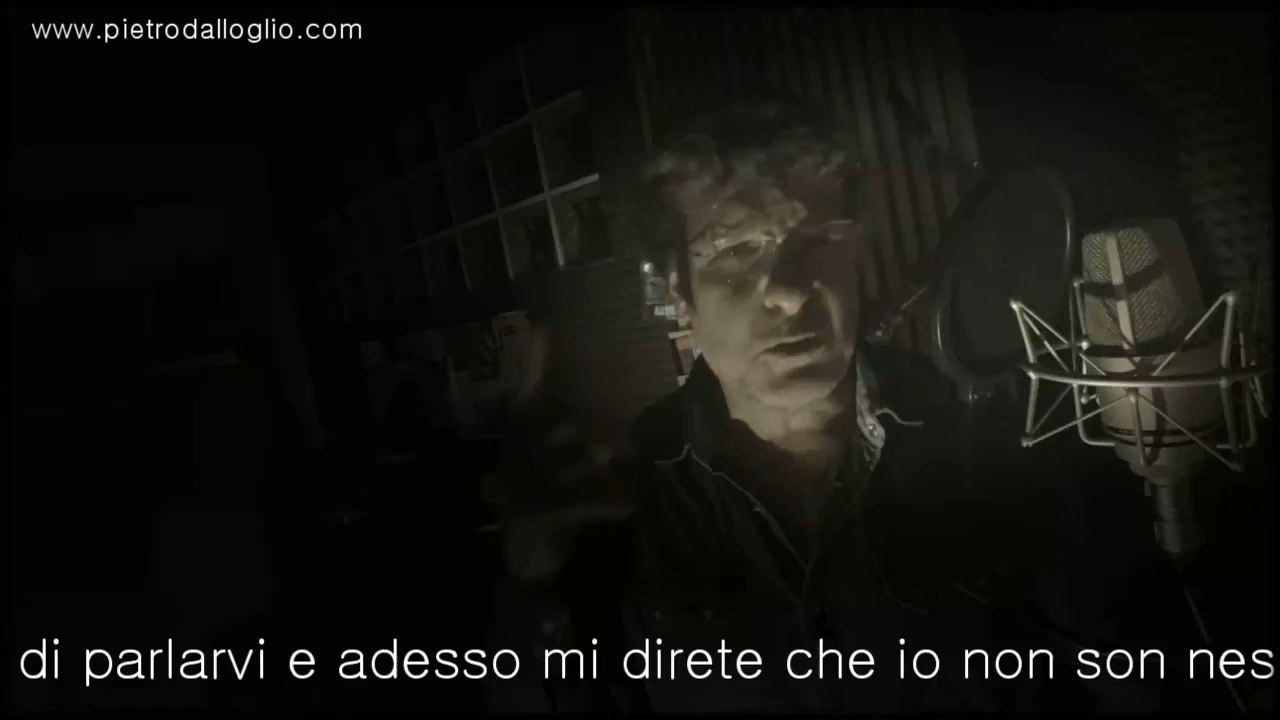 www.pietrodalloglio.com
di parlarvi e adesso mi direte che io non son nes